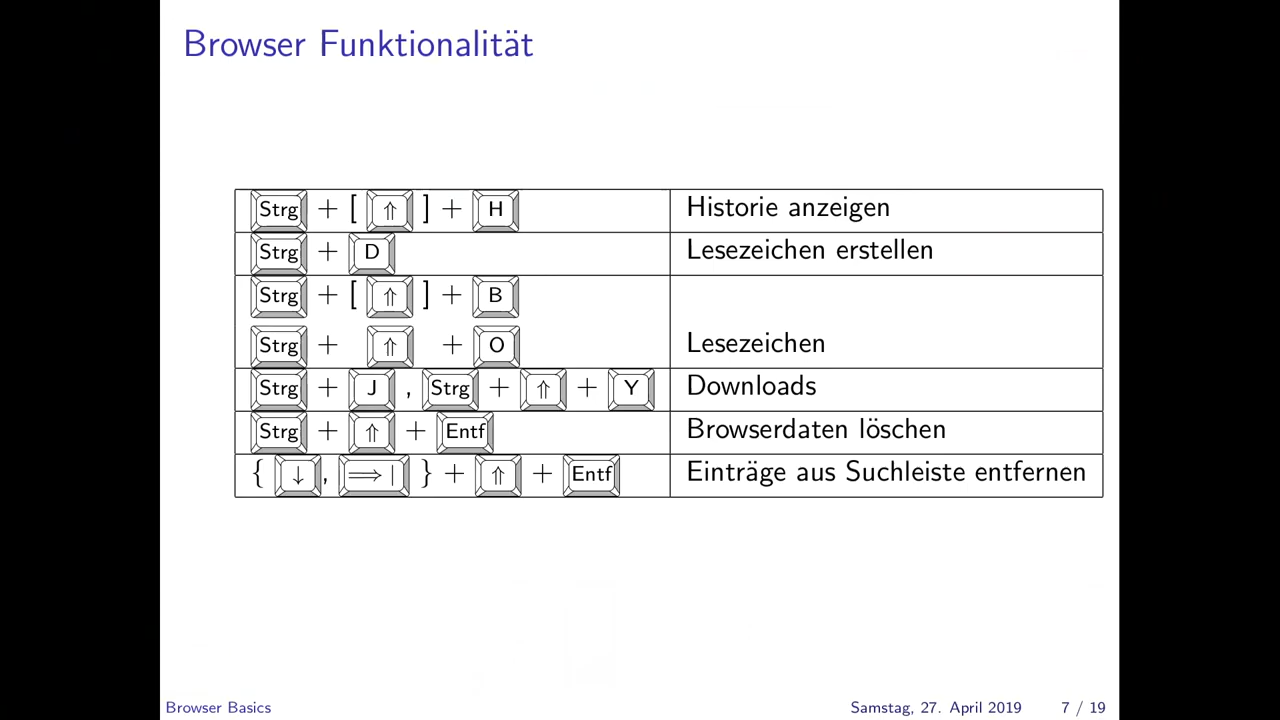 Browser Funktionalität
Strg + [ ⇑ ] + H Historie anzeigen
Strg + D Lesezeichen erstellen
Strg + [ ⇑ ] + B
Strg + ⇑ + O Lesezeichen
Strg + J , Strg + ⇑ + Y Downloads
Strg + ⇑ + Entf Browserdaten löschen
{ ↓, ⇒| } + ⇑ + Entf Einträge aus Suchleiste entfernen
Browser Basics Samstag, 27. April 2019 7 / 19